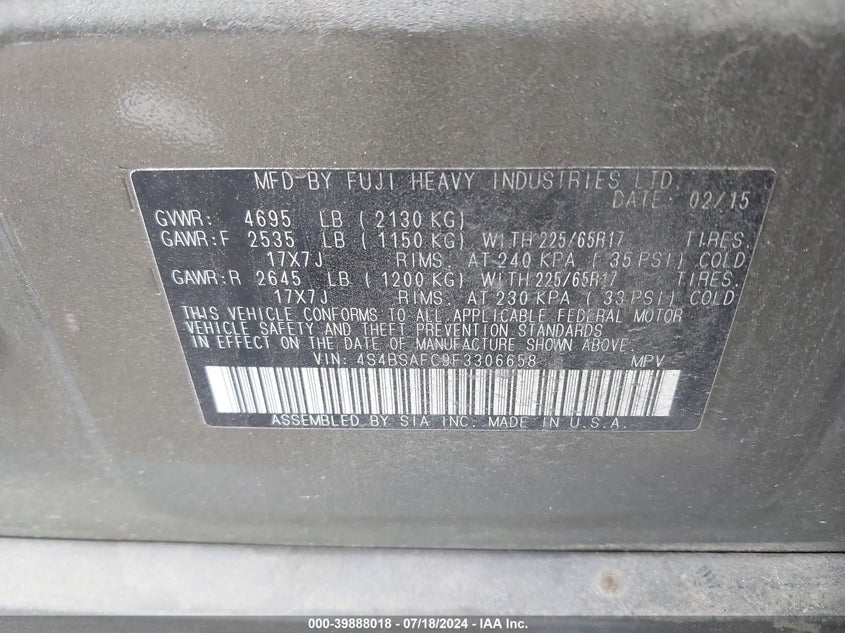 MFD BY FUJI HEAVY INDUSTRIES LTD.
DATE: 02/15
GVWR: 4695 LB ( 2130 KG)
GAWR:F 2535 LB ( 1150 KG) WITH 225/65R17 TIRES.
17X7J RIMS. AT 240 KPA ( 35 PSI) COLD
GAWR:R 2645 LB ( 1200 KG) WITH 225/65R17 TIRES.
17X7J RIMS. AT 230 KPA ( 33 PSI) COLD
THIS VEHICLE CONFORMS TO ALL APPLICABLE FEDERAL MOTOR
VEHICLE SAFETY AND THEFT PREVENTION STANDARDS
IN EFFECT ON THE DATE OF MANUFACTURE SHOWN ABOVE.
VIN: 4S4BSAFC9F3306658 MPV
ASSEMBLED BY SIA INC. MADE IN U.S.A.
000-39888018 - 07/18/2024 - © IAA Inc.